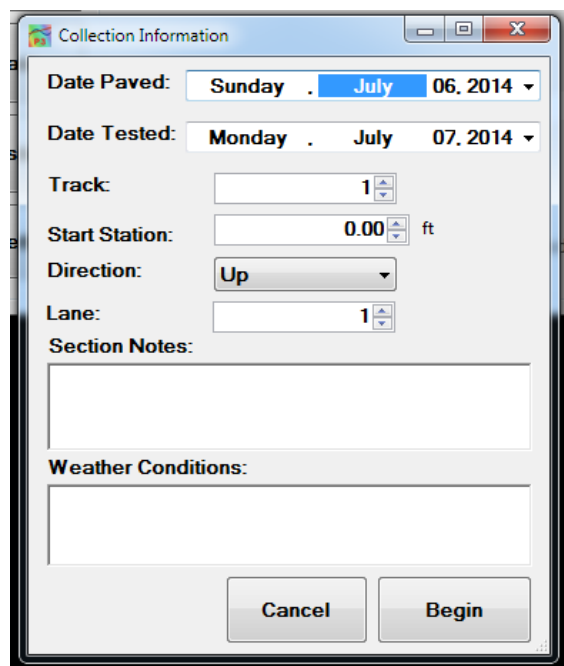 P3 Collection Information
Date Paved: Sunday . July 06, 2014
Date Tested: Monday . July 07, 2014
Track: 1
Start Station: 0.00 ft
Direction: Up
Lane: 1
Section Notes:
Weather Conditions:
Cancel Begin